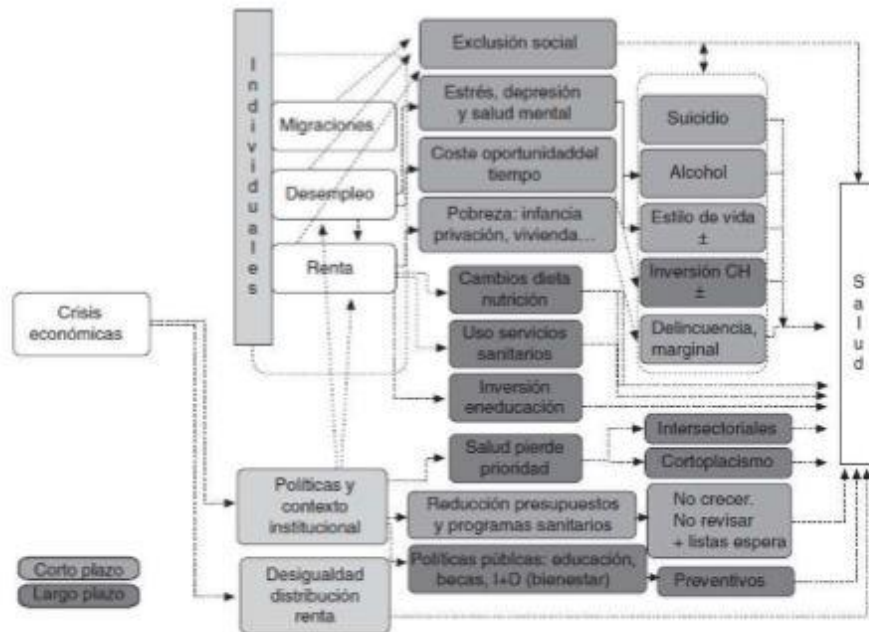 Individuales
Exclusión social
Migraciones
Estrés, depresión
y salud mental
Suicidio
Desempleo
Coste oportunidaddel
tiempo
Alcohol
Pobreza: infancia
privación, vivienda...
Estilo de vida
±
Renta
Cambios dieta
nutrición
Inversión CH
±
Crisis
económicas
Uso servicios
sanitarios
Delincuencia,
marginal
Salud
Inversión
eneducación
Salud pierde
prioridad
Intersectoriales
Cortoplacismo
Políticas y
contexto
institucional
Reducción presupuestos
y programas sanitarios
No crecer.
No revisar
+ listas espera
Políticas públcas: educación,
becas, I+D (bienestar)
Preventivos
Desigualdad
distribución
renta
Corto plazo
Largo plazo